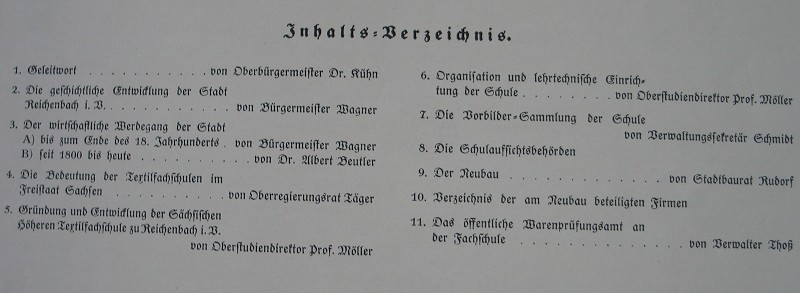 Inhalts-Verzeichnis.
1. Geleitwort . . . . . . . . . . . von Oberbürgermeister Dr. Kühn
2. Die geschichtliche Entwicklung der Stadt
Reichenbach i. V. . . . . . . . . . . . von Bürgermeister Wagner
3. Der wirtschaftliche Werdegang der Stadt
A) bis zum Ende des 18. Jahrhunderts . von Bürgermeister Wagner
B) seit 1800 bis heute . . . . . . . . . . von Dr. Albert Beutler
4. Die Bedeutung der Textilfachschulen im
Freistaat Sachsen . . . . . . . . . . von Oberregierungsrat Täger
5. Gründung und Entwicklung der Sächsischen
Höheren Textilfachschule zu Reichenbach i. V.
von Oberstudiendirektor Prof. Möller
6. Organisation und lehrtechnische Einrich-
tung der Schule . . . . . . . . von Oberstudiendirektor Prof. Möller
7. Die Vorbilder-Sammlung der Schule
von Verwaltungssekretär Schmidt
8. Die Schulaufsichtsbehörden
9. Der Neubau . . . . . . . . . . . . . . von Stadtbaurat Rudorf
10. Verzeichnis der am Neubau beteiligten Firmen
11. Das öffentliche Warenprüfungsamt an
der Fachschule . . . . . . . . . . . . . . . von Verwalter Thoß